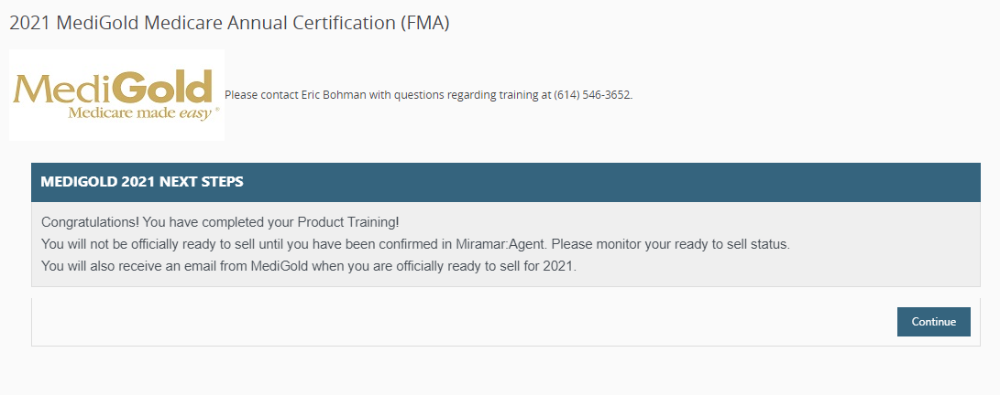 2021 MediGold Medicare Annual Certification (FMA)
MediGold
Medicare made easy®
Please contact Eric Bohman with questions regarding training at (614) 546-3652.
MEDIGOLD 2021 NEXT STEPS
Congratulations! You have completed your Product Training!
You will not be officially ready to sell until you have been confirmed in Miramar:Agent. Please monitor your ready to sell status.
You will also receive an email from MediGold when you are officially ready to sell for 2021.
Continue